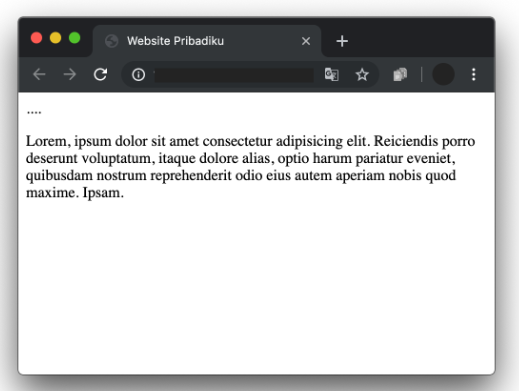 Website Pribadiku
....
Lorem, ipsum dolor sit amet consectetur adipisicing elit. Reiciendis porro
deserunt voluptatum, itaque dolore alias, optio harum pariatur eveniet,
quibusdam nostrum reprehenderit odio eius autem aperiam nobis quod
maxime. Ipsam.